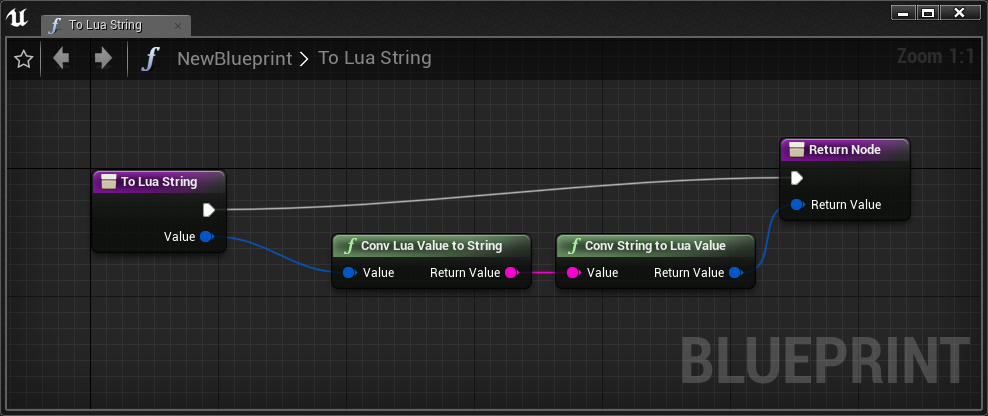 To Lua String
NewBlueprint > To Lua String
Zoom 1:1
Return Node
Return Value
To Lua String
Value
Conv Lua Value to String
Value Return Value
Conv String to Lua Value
Value Return Value
BLUEPRINT